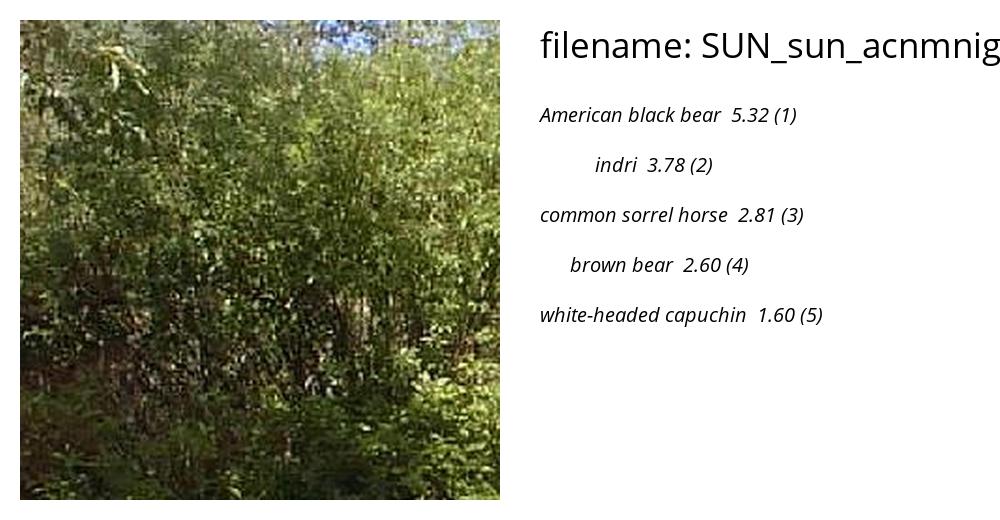 filename: SUN_sun_acnmnig
American black bear 5.32 (1)
indri 3.78 (2)
common sorrel horse 2.81 (3)
brown bear 2.60 (4)
white-headed capuchin 1.60 (5)